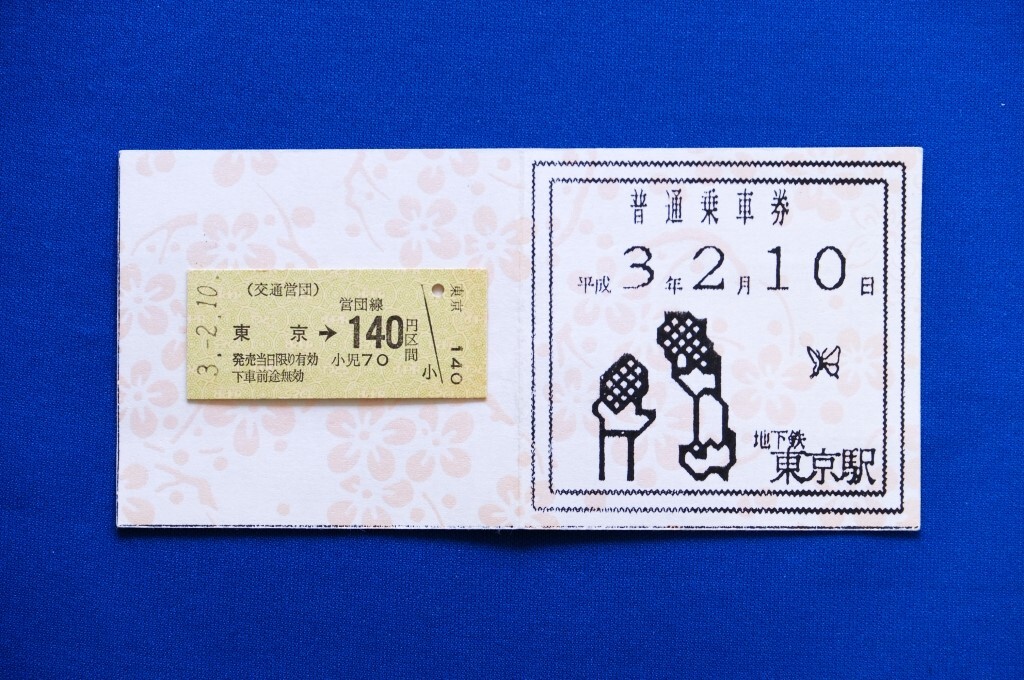 3.-2.10.
（交通営団）
営団線
東京→140円区間
発売当日限り有効 小児70
下車前途無効
小
東京
140
普通乗車券
平成3年2月10日
地下鉄
東京駅